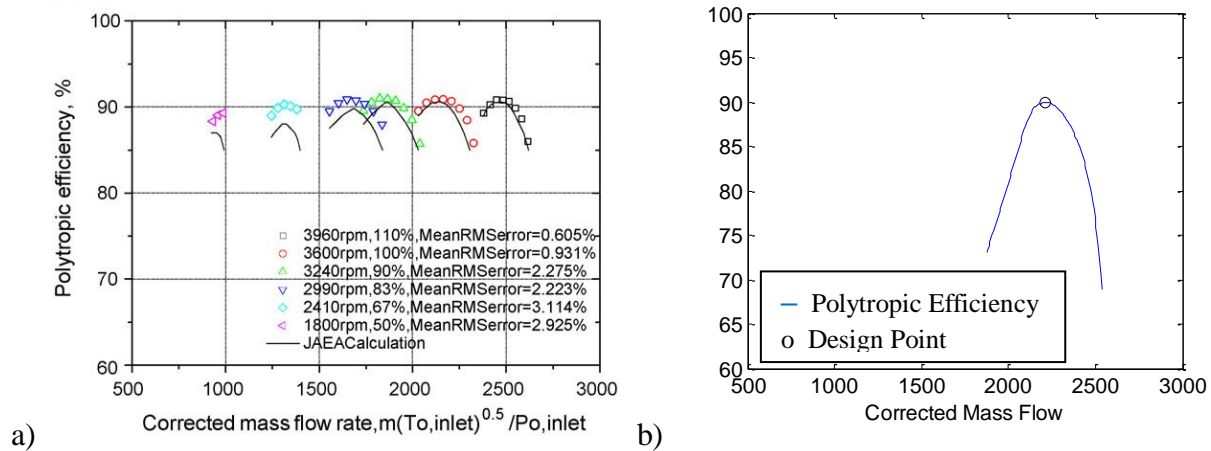 100
90
80
70
60
Polytropic efficiency, %
3960rpm,110%,MeanRMSerror=0.605%
3600rpm,100%,MeanRMSerror=0.931%
3240rpm,90%,MeanRMSerror=2.275%
2990rpm,83%,MeanRMSerror=2.223%
2410rpm,67%,MeanRMSerror=3.114%
1800rpm,50%,MeanRMSerror=2.925%
JAEACalculation
500 1000 1500 2000 2500 3000
Corrected mass flow rate,m(To,inlet)^0.5 /Po,inlet
a)
100
95
90
85
80
75
70
65
60
Polytropic Efficiency
o Design Point
500 1000 1500 2000 2500 3000
Corrected Mass Flow
b)